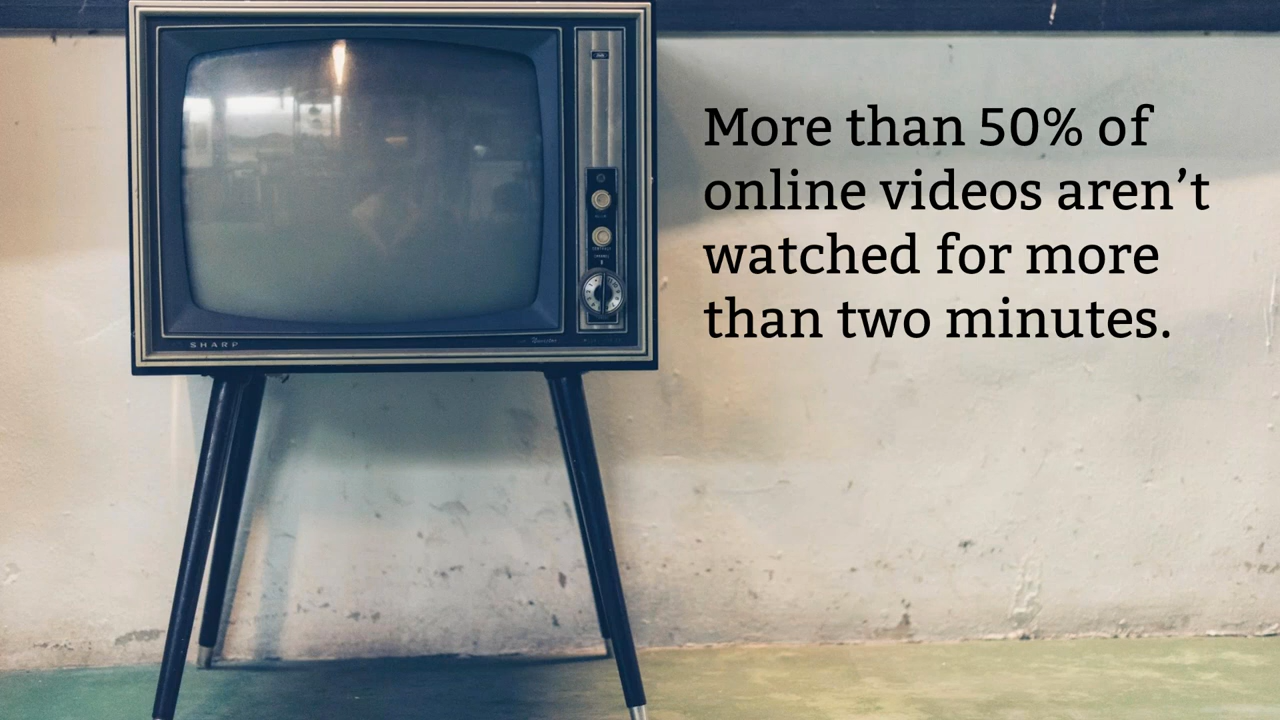 More than 50% of
online videos aren’t
watched for more
than two minutes.
SHARP